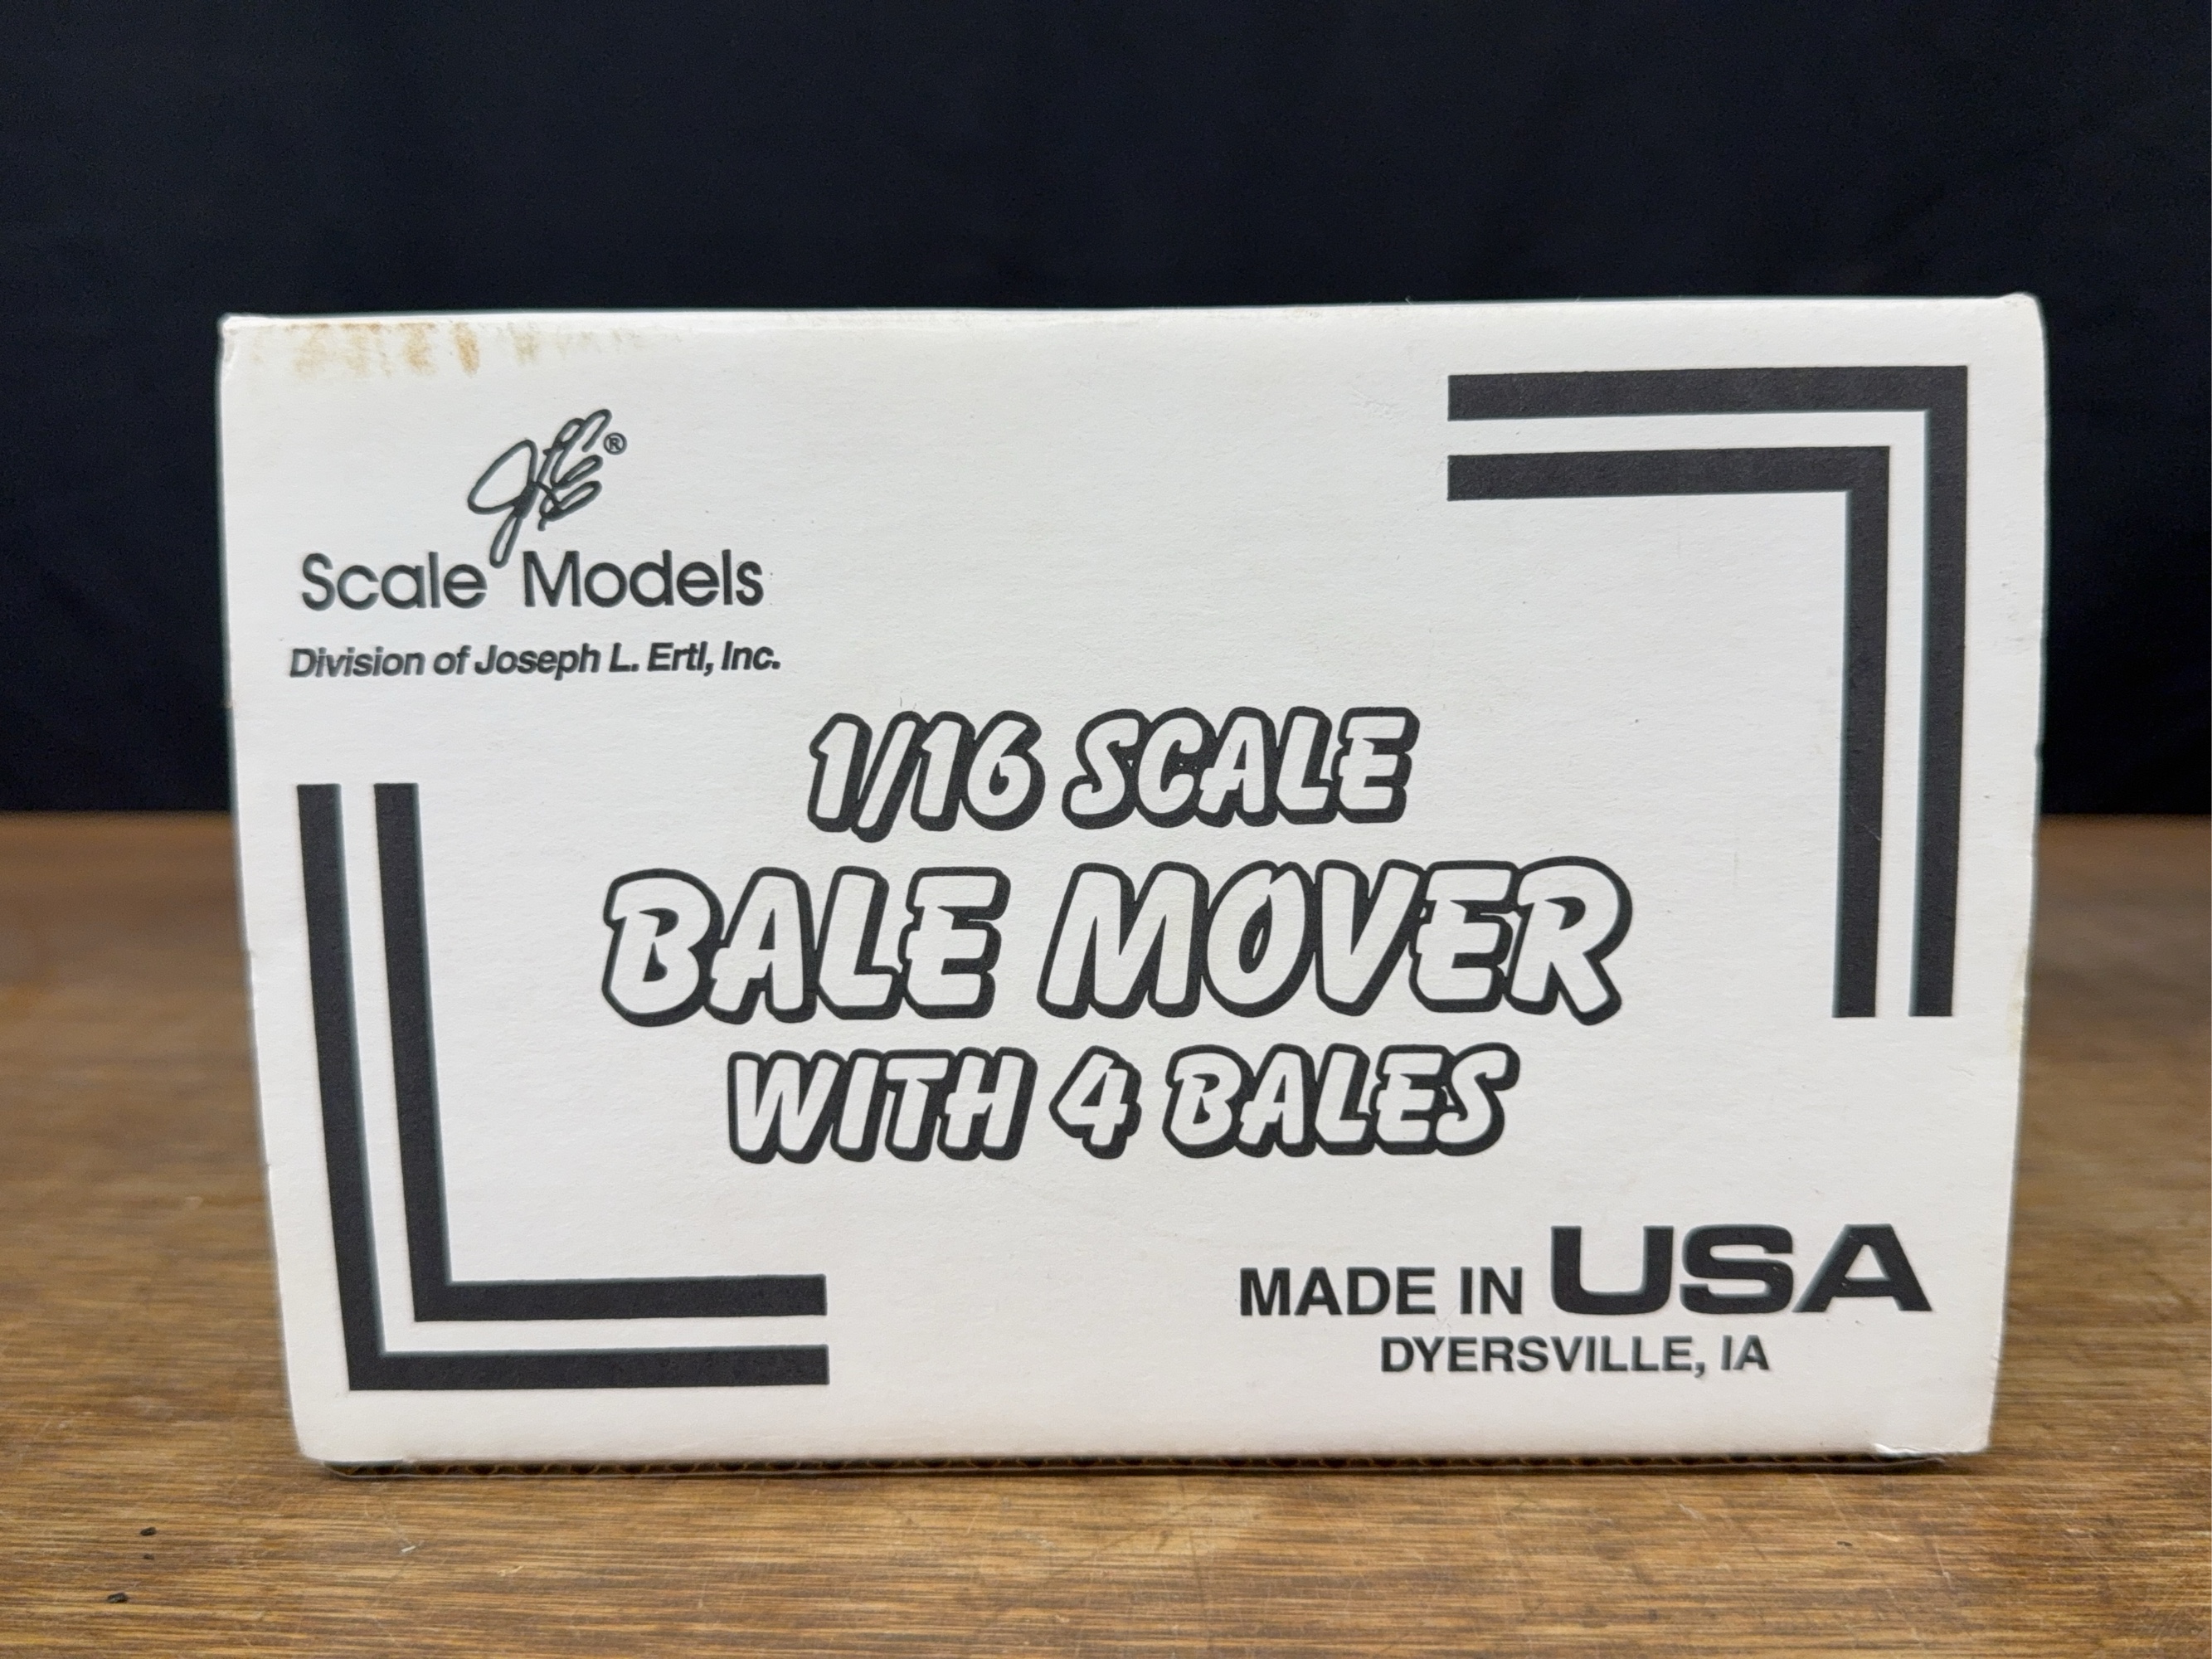 JLE®
Scale Models
Division of Joseph L. Ertl, Inc.
1/16 SCALE
BALE MOVER
WITH 4 BALES
MADE IN USA
DYERSVILLE, IA